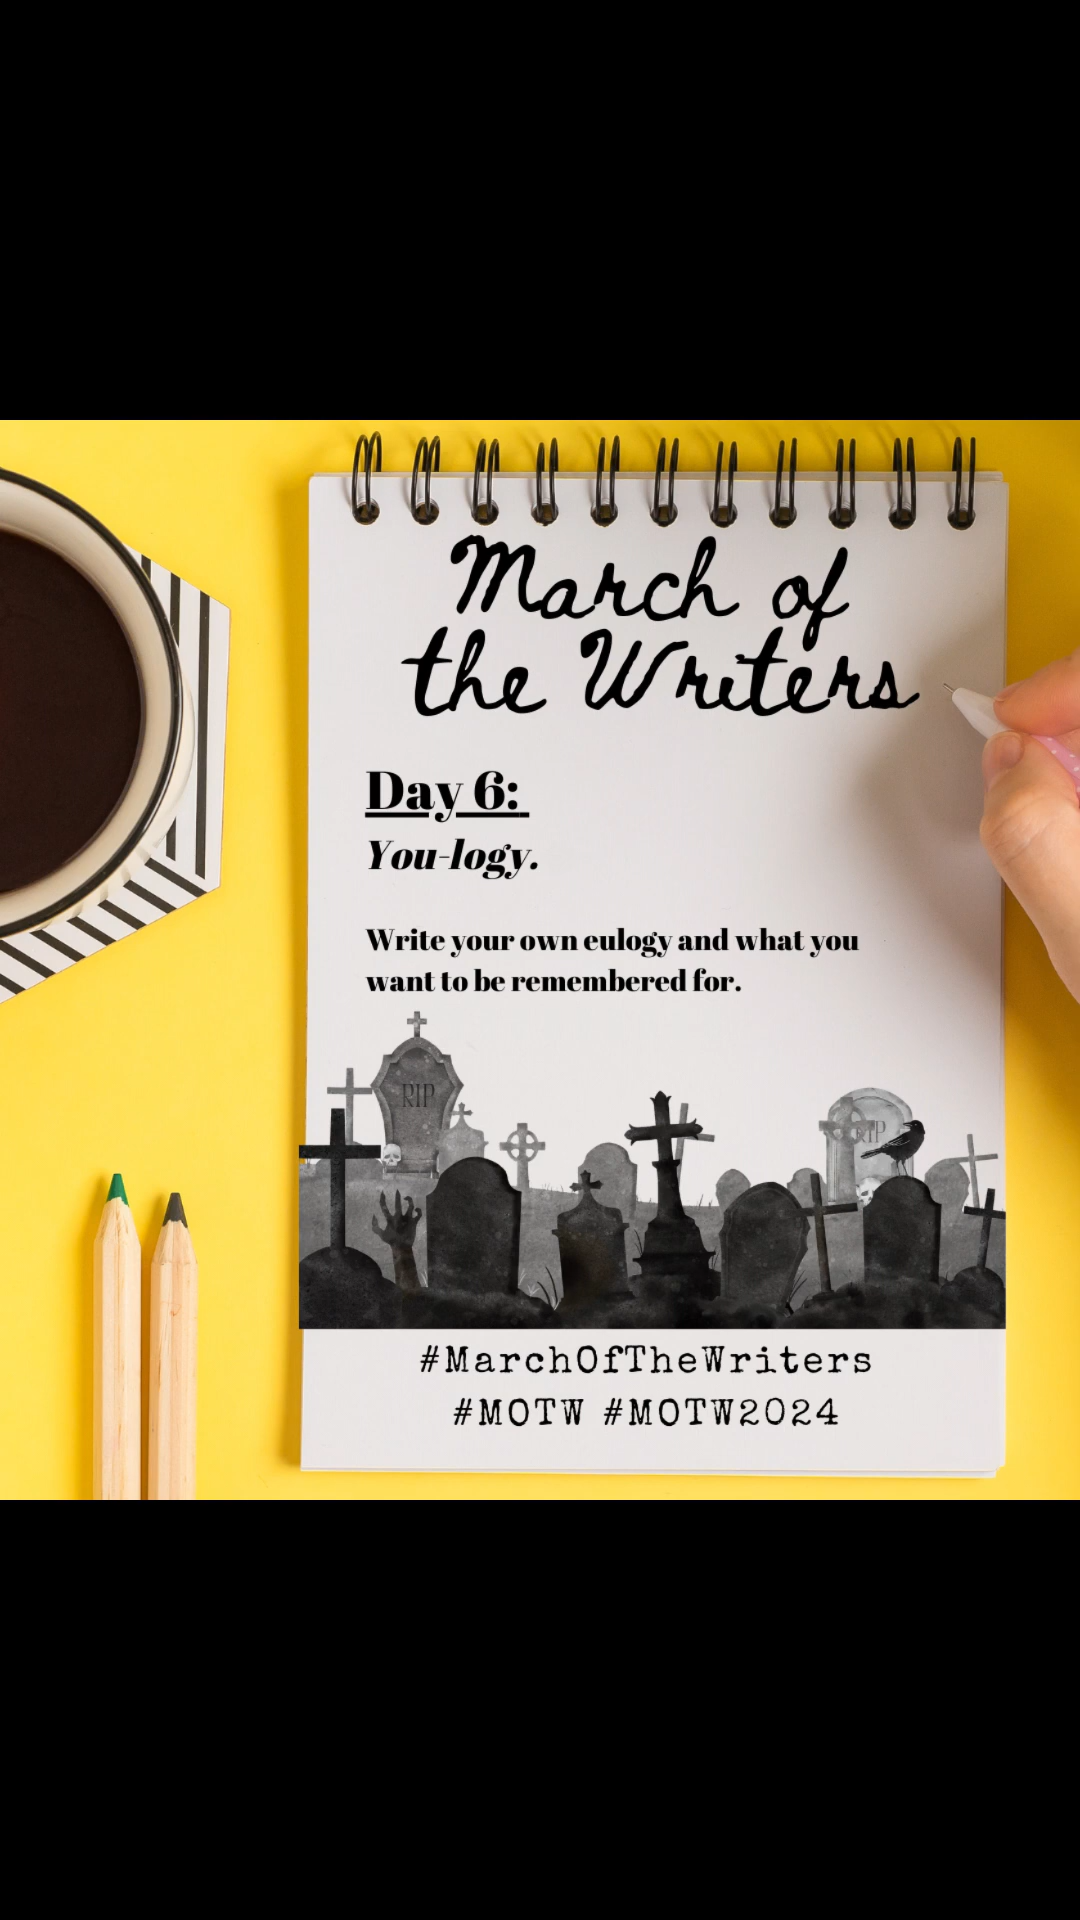 March of
the Writers
Day 6:
You-logy.
Write your own eulogy and what you
want to be remembered for.
RIP
RIP
#MarchOfTheWriters
#MOTW #MOTW2024